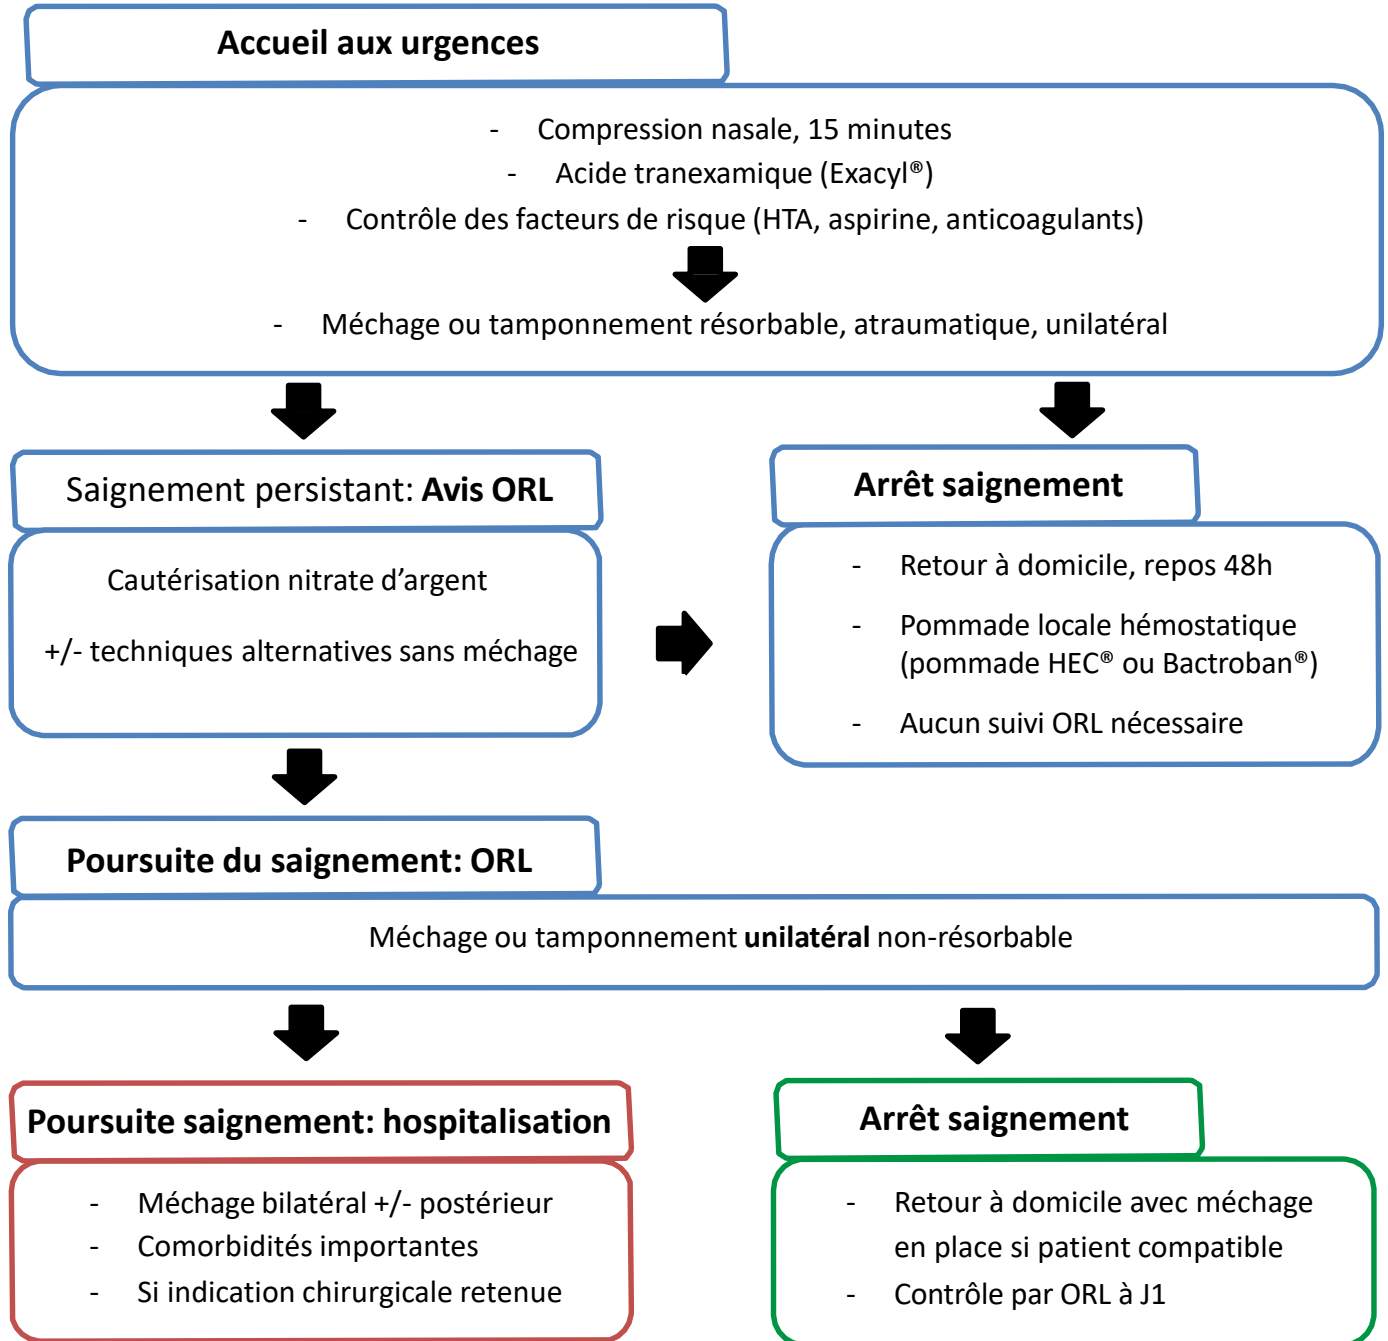 Accueil aux urgences
- Compression nasale, 15 minutes
- Acide tranexamique (Exacyl®)
- Contrôle des facteurs de risque (HTA, aspirine, anticoagulants)
- Méchage ou tamponnement résorbable, atraumatique, unilatéral
Saignement persistant: Avis ORL
Cautérisation nitrate d’argent
+/- techniques alternatives sans méchage
Arrêt saignement
- Retour à domicile, repos 48h
- Pommade locale hémostatique
(pommade HEC® ou Bactroban®)
- Aucun suivi ORL nécessaire
Poursuite du saignement: ORL
Méchage ou tamponnement unilatéral non-résorbable
Poursuite saignement: hospitalisation
- Méchage bilatéral +/- postérieur
- Comorbidités importantes
- Si indication chirurgicale retenue
Arrêt saignement
- Retour à domicile avec méchage
en place si patient compatible
- Contrôle par ORL à J1